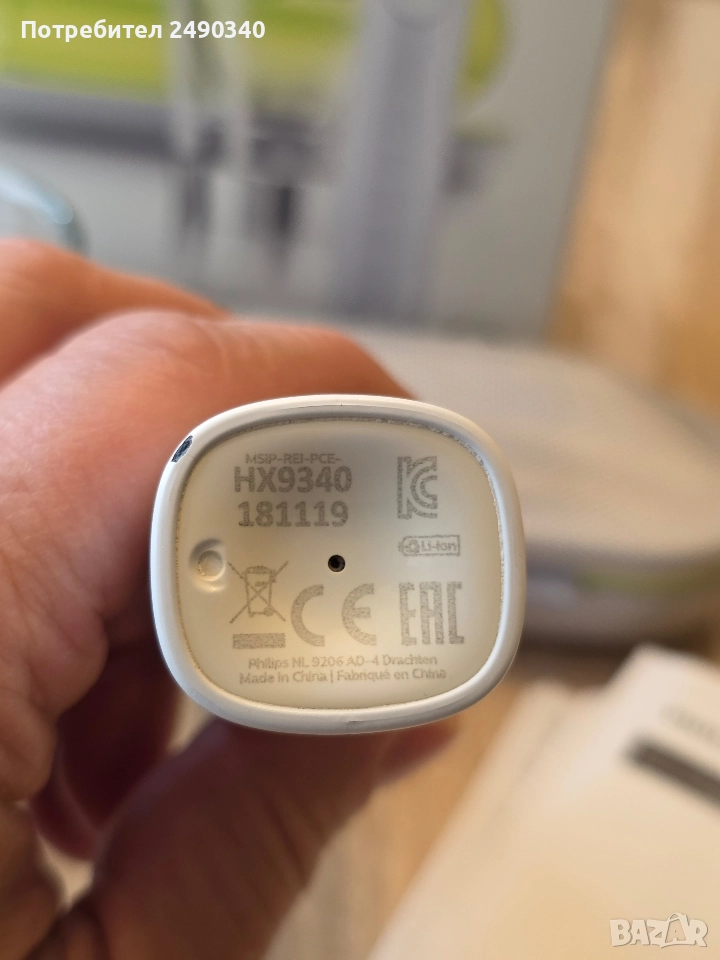 Потребител 2490340
MSIP-REI-PCE-
HX9340
181119
Li-Ion
CE
EAC
Philips NL 9206 AD-4 Drachten
Made in China | Fabriqué en Chine
BAZAR